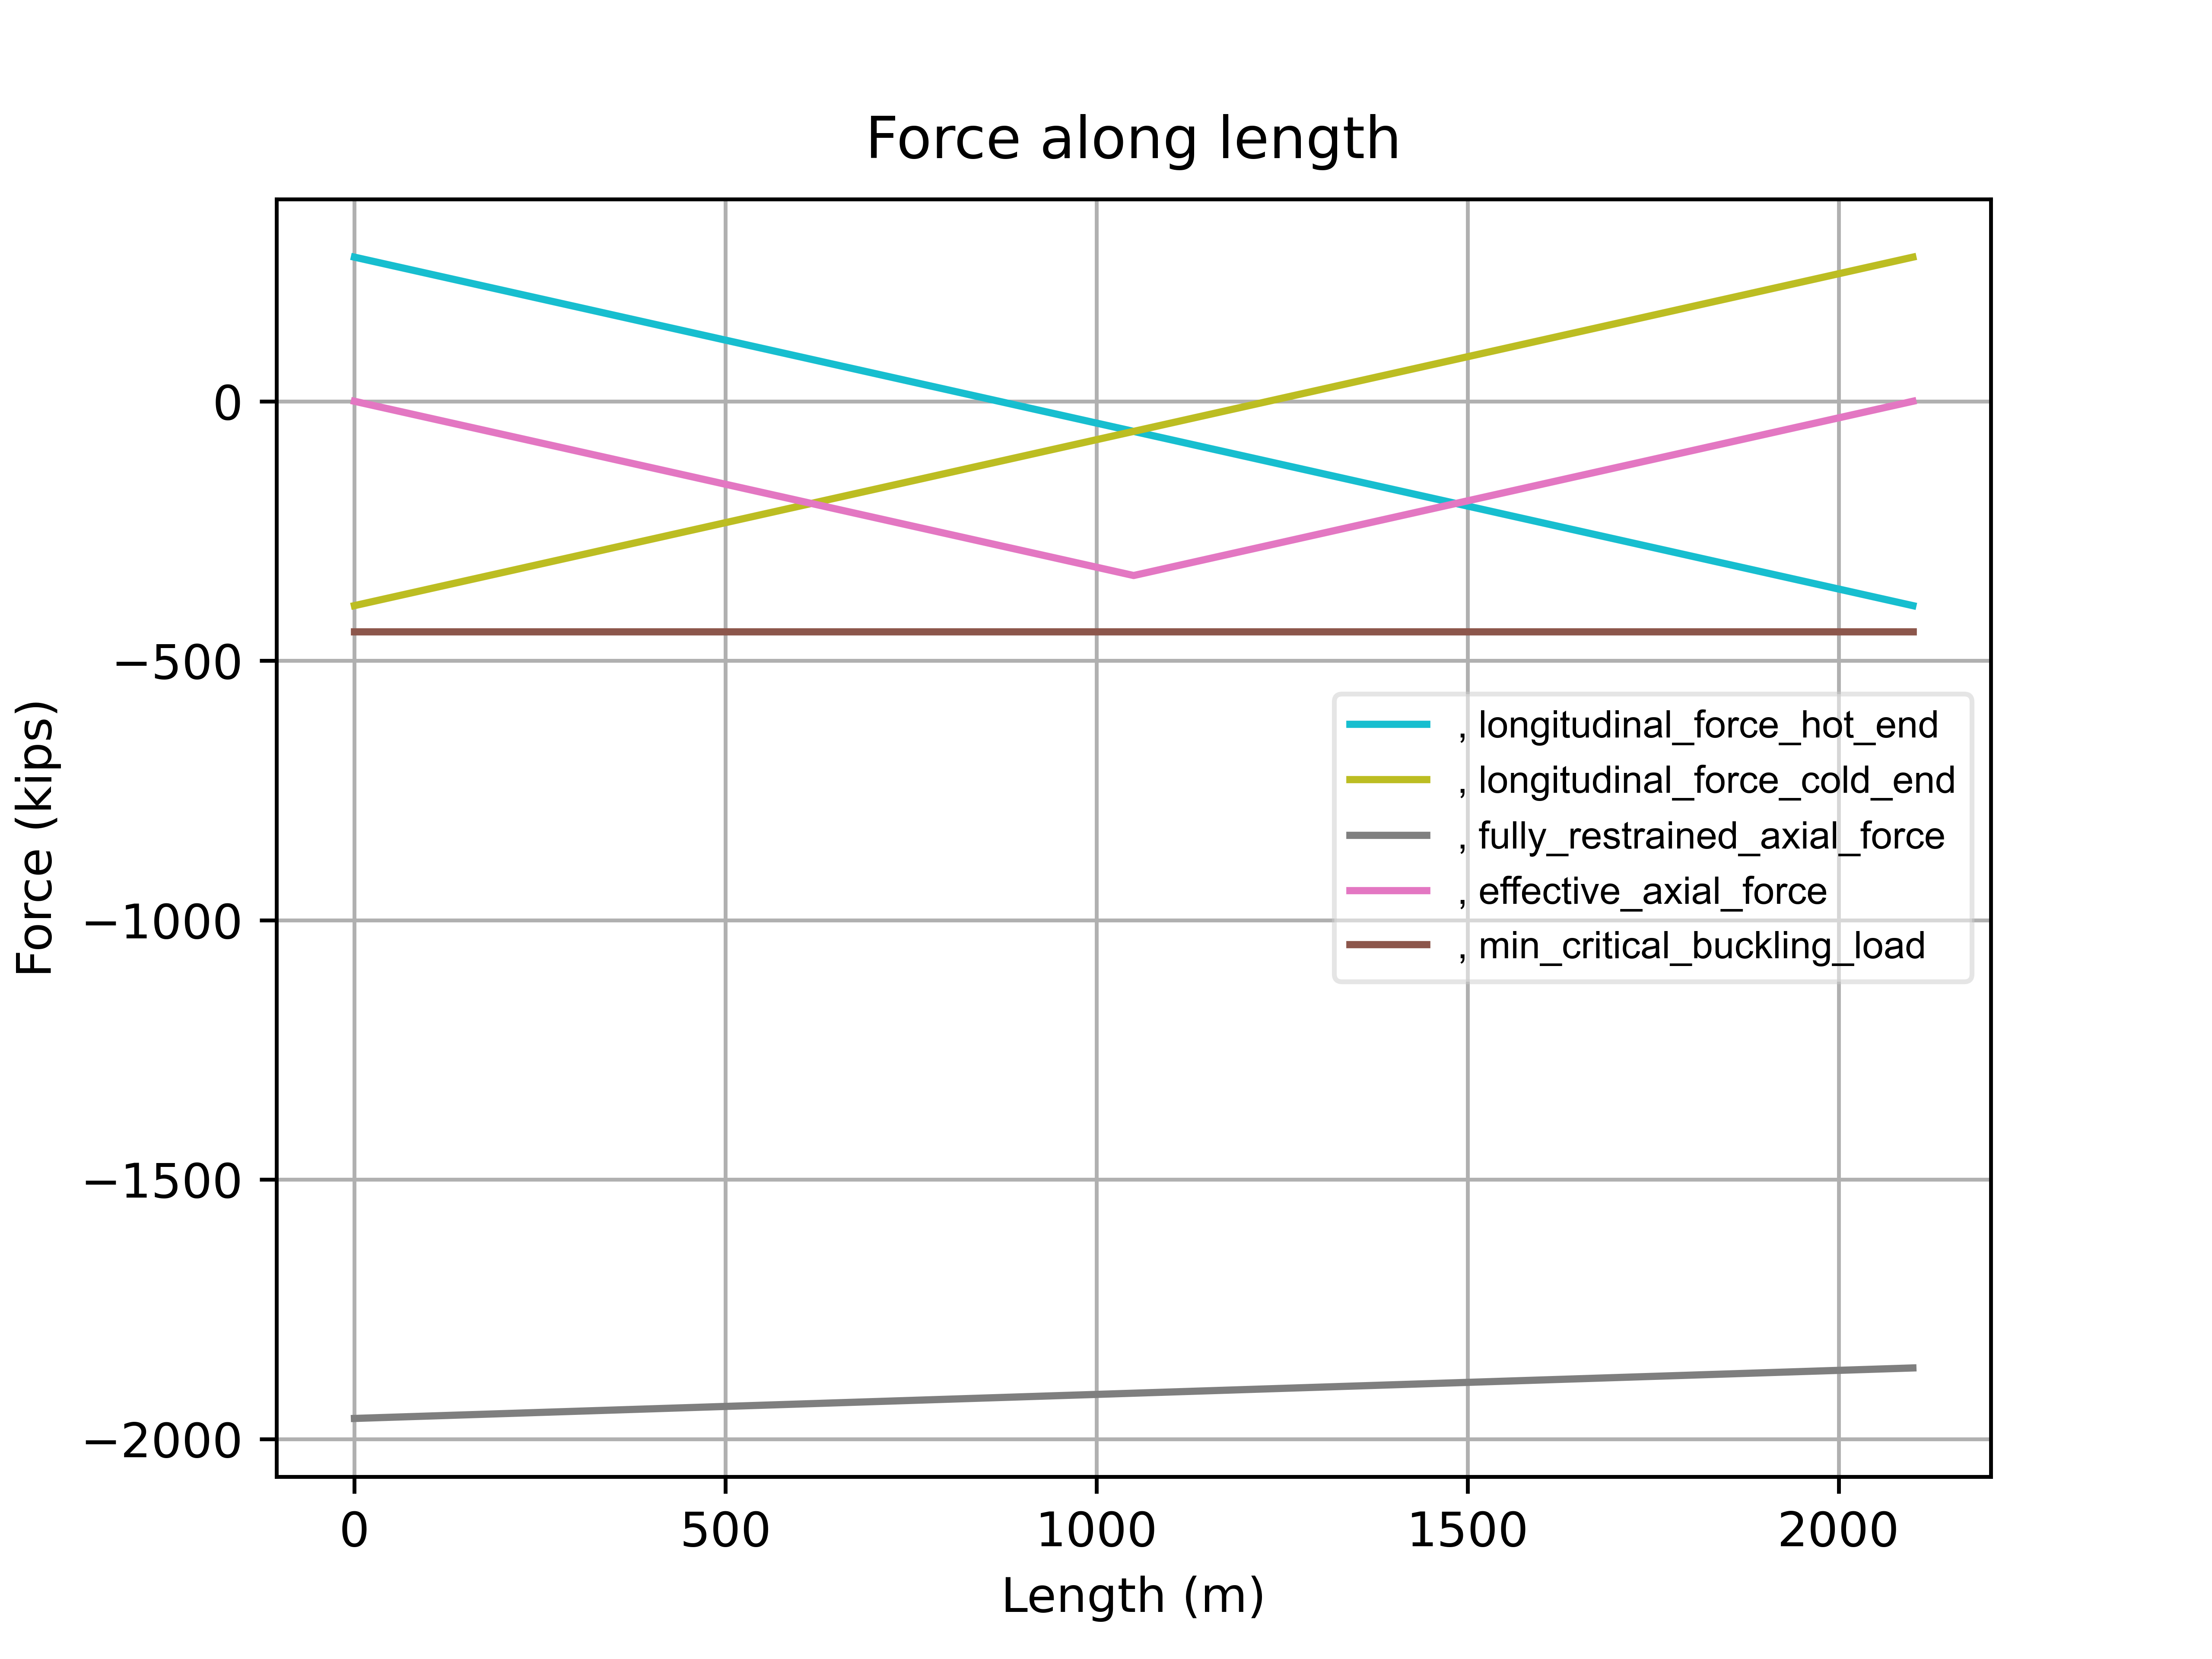 Force along length
0
−500
−1000
−1500
−2000
Force (kips)
, longitudinal_force_hot_end
, longitudinal_force_cold_end
, fully_restrained_axial_force
, effective_axial_force
, min_critical_buckling_load
0 500 1000 1500 2000
Length (m)